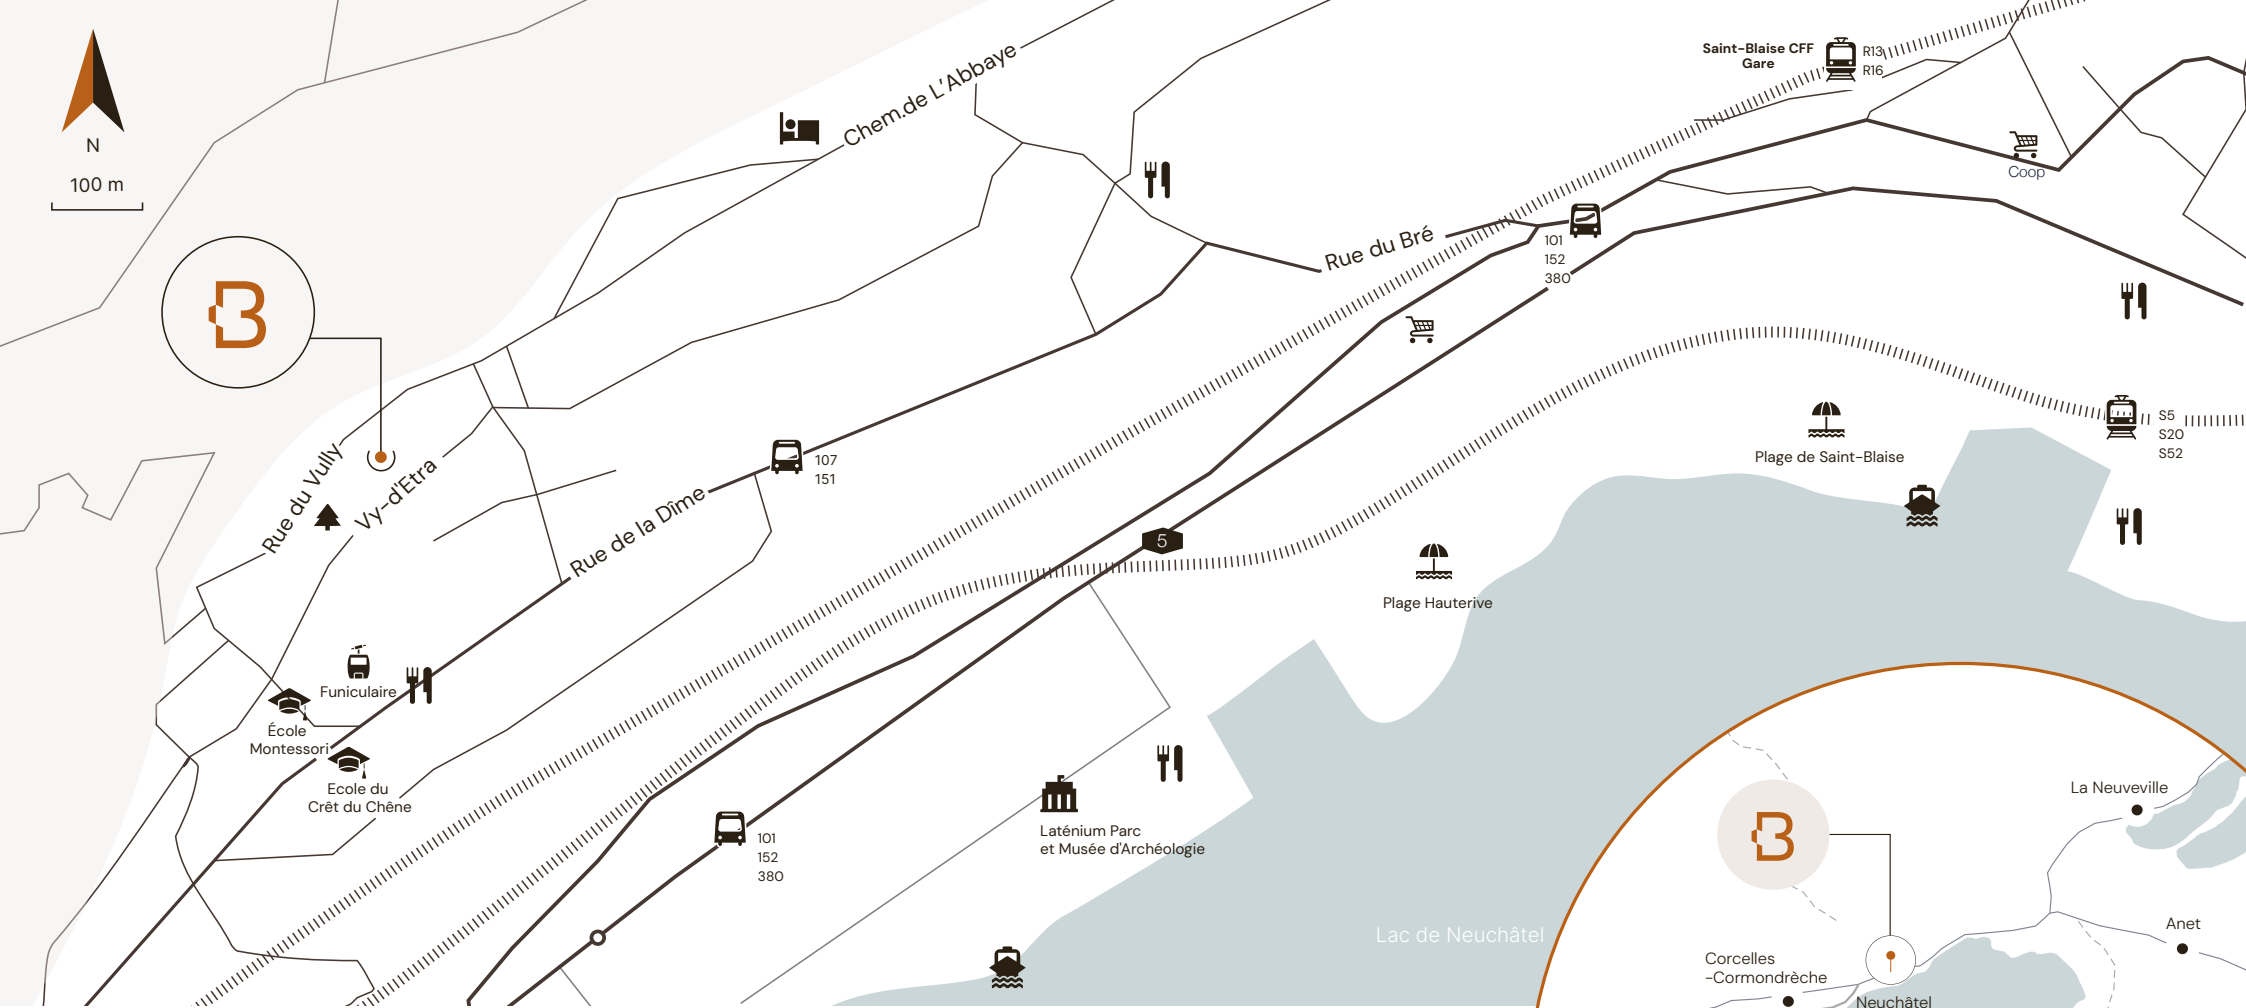 N
100 m
B
Chem.de L'Abbaye
Saint-Blaise CFF
Gare
R13
R16
Coop
Rue du Bré
101
152
380
Rue du Vully
Vy-d'Etra
107
151
Rue de la Dîme
5
S5
S20
S52
Plage de Saint-Blaise
Plage Hauterive
Funiculaire
École
Montessori
Ecole du
Crêt du Chêne
101
152
380
Laténium Parc
et Musée d'Archéologie
Lac de Neuchâtel
B
La Neuveville
Anet
Corcelles
-Cormondrèche
Neuchâtel